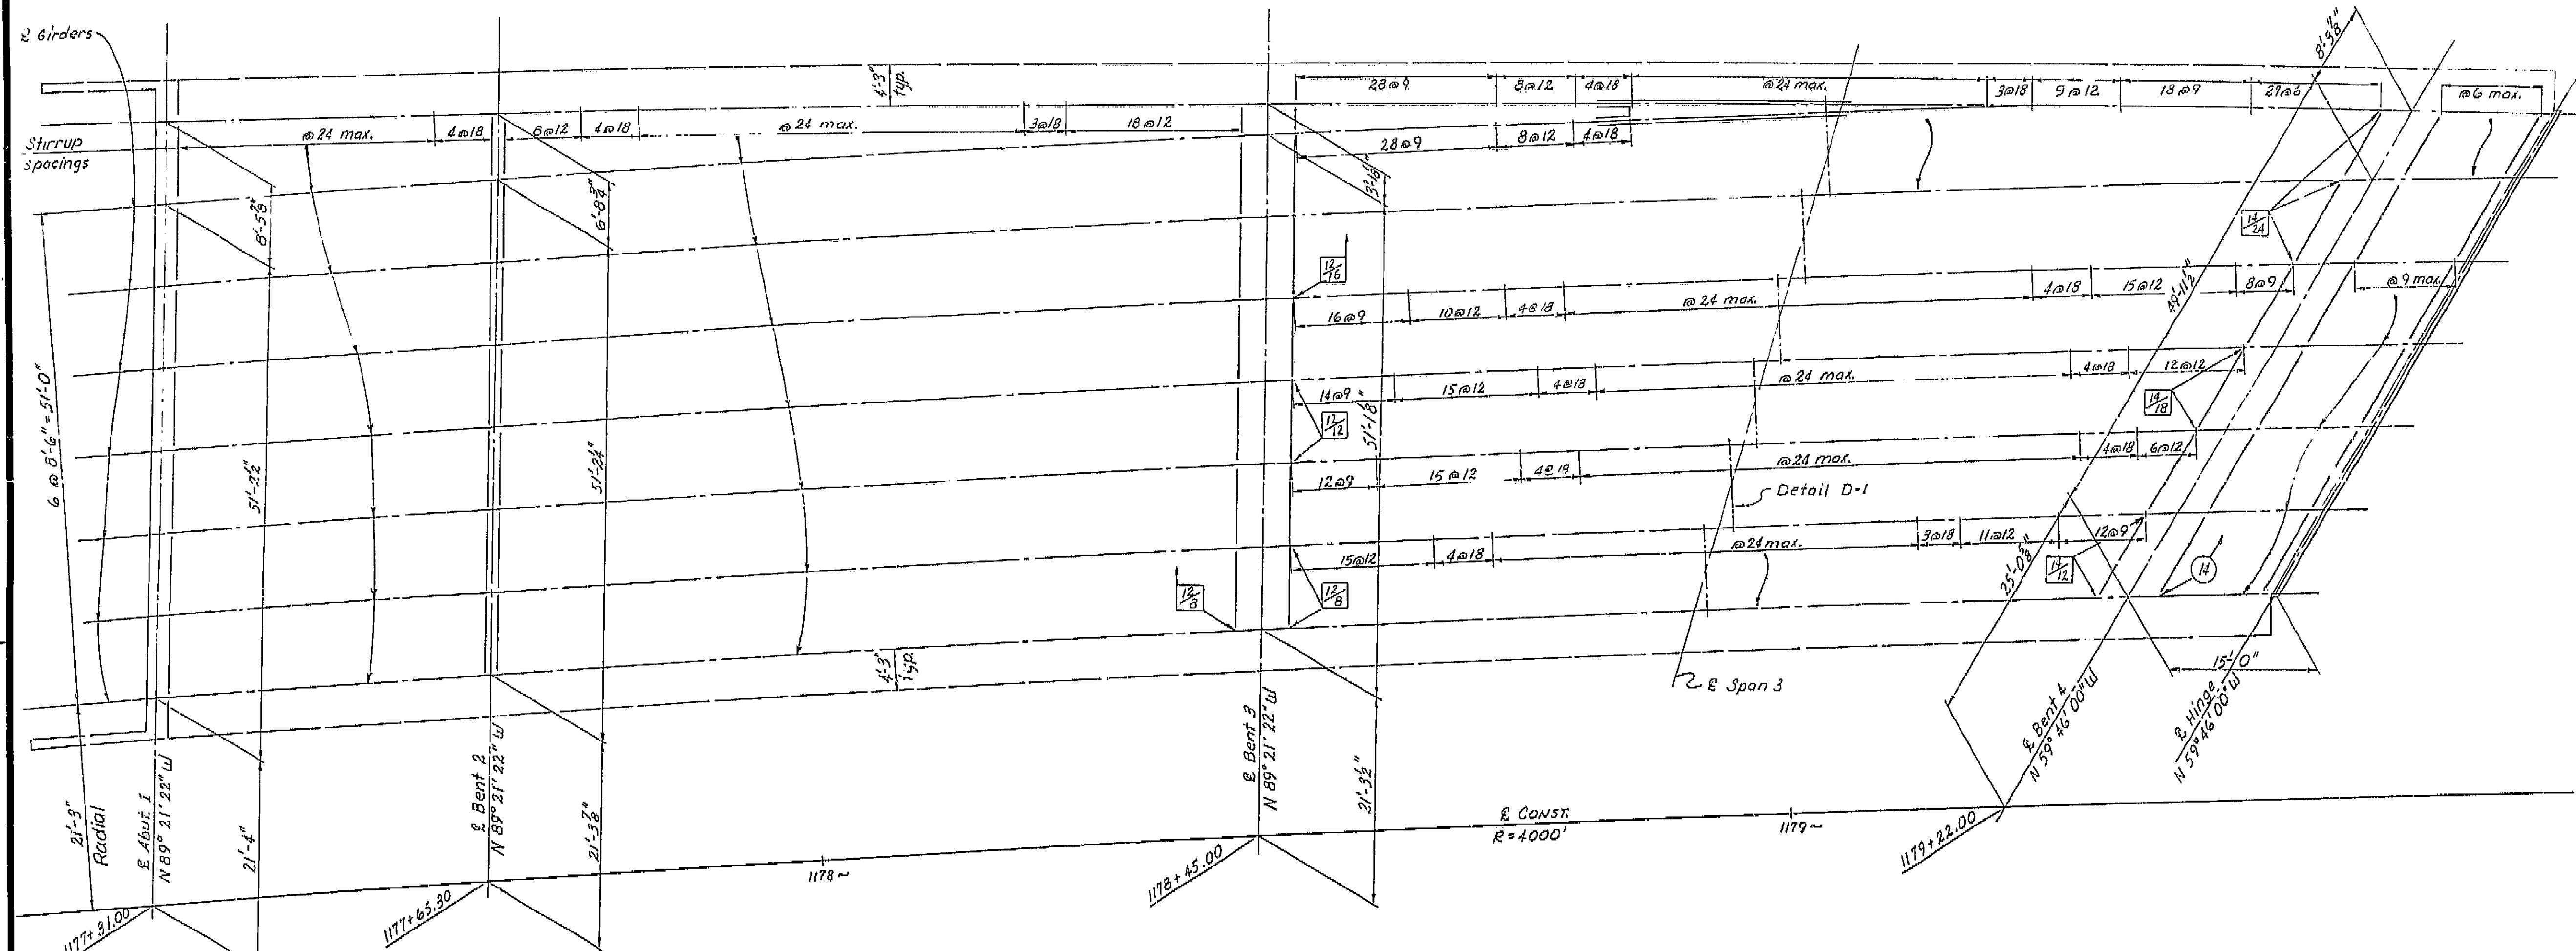 ℄ Girders
Stirrup
spacings
@ 24 max.
4@18
8@12
4@18
@ 24 max.
3@18
18@12
4'-3"
typ.
28@9
8@12
4@18
@ 24 max.
3@18
9@12
18@9
27@6
@6 max.
8'-3⅞"
28@9
8@12
4@18
8'-5⅞"
6'-8¾"
14/24
12/16
49'-11½"
16@9
10@12
4@18
@ 24 max.
4@18
15@12
8@9
@ 9 max.
14@9
15@12
4@18
@ 24 max.
4@18
12@12
14/18
12/12
6 @ 8'-6" = 51'-0"
51'-2½"
51'-2¼"
51'-1⅛"
12@9
15@12
4@18
@ 24 max.
4@18
6@12
Detail D-1
15@12
4@18
@ 24 max.
3@18
11@12
12@9
14/12
14
25'-0⅝"
12/8
12/8
4'-3"
typ.
15'-0"
℄ Span 3
℄ Bent 4
N 59° 46' 00" W
℄ Hinge
N 59° 46' 00" W
21'-3"
Radial
℄ Abut. 1
N 89° 21' 22" W
21'-4"
℄ Bent 2
N 89° 21' 22" W
21'-3⅞"
℄ Bent 3
N 89° 21' 22" W
21'-3½"
℄ CONST.
R = 4000'
1177+31.00
1177+65.30
1178~
1178+45.00
1179~
1179+22.00